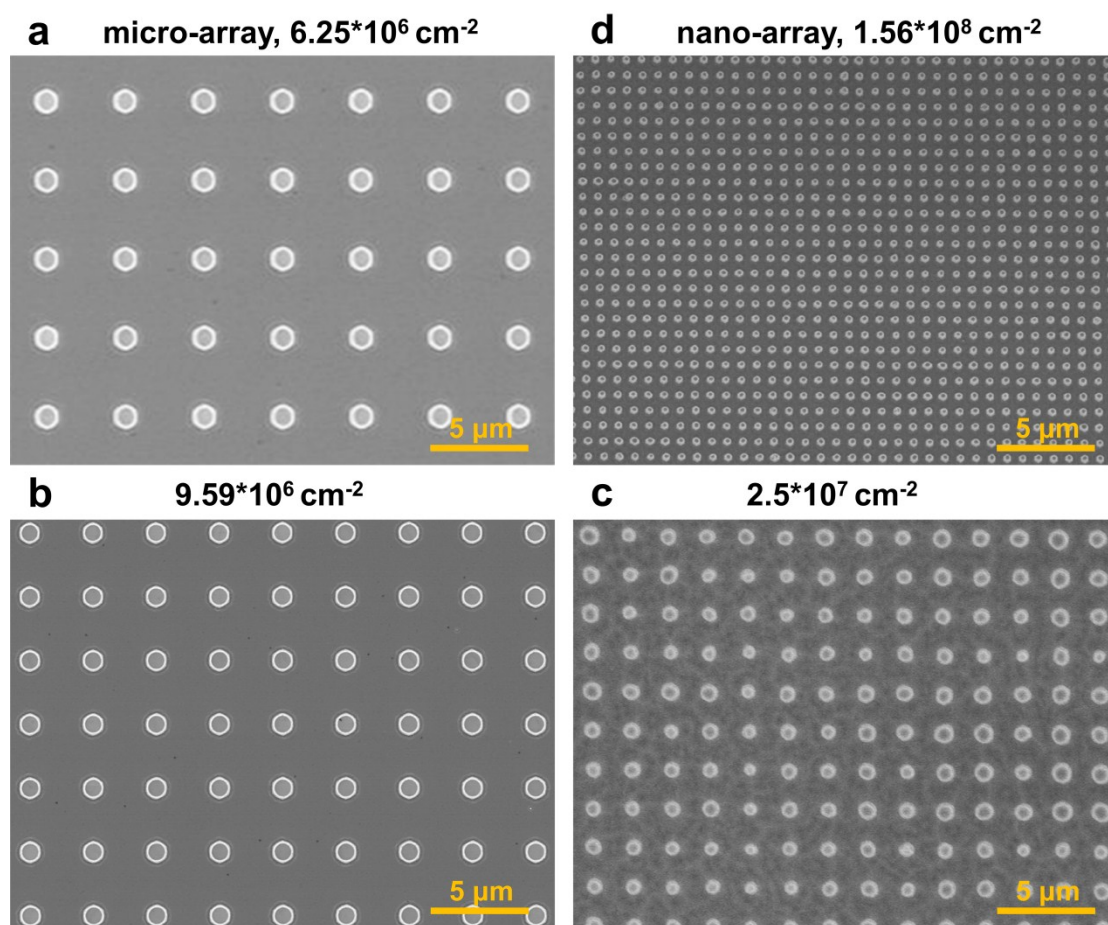 a micro-array, 6.25*10⁶ cm⁻²
5 µm
d nano-array, 1.56*10⁸ cm⁻²
5 µm
b 9.59*10⁶ cm⁻²
5 µm
c 2.5*10⁷ cm⁻²
5 µm